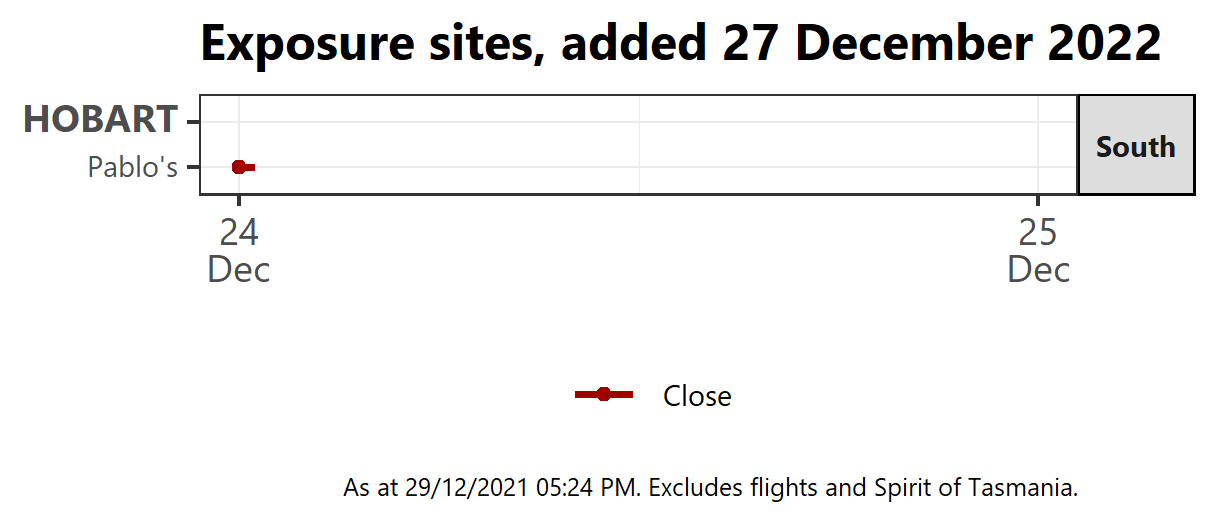 Exposure sites, added 27 December 2022
HOBART
Pablo's
South
24
Dec
25
Dec
Close
As at 29/12/2021 05:24 PM. Excludes flights and Spirit of Tasmania.